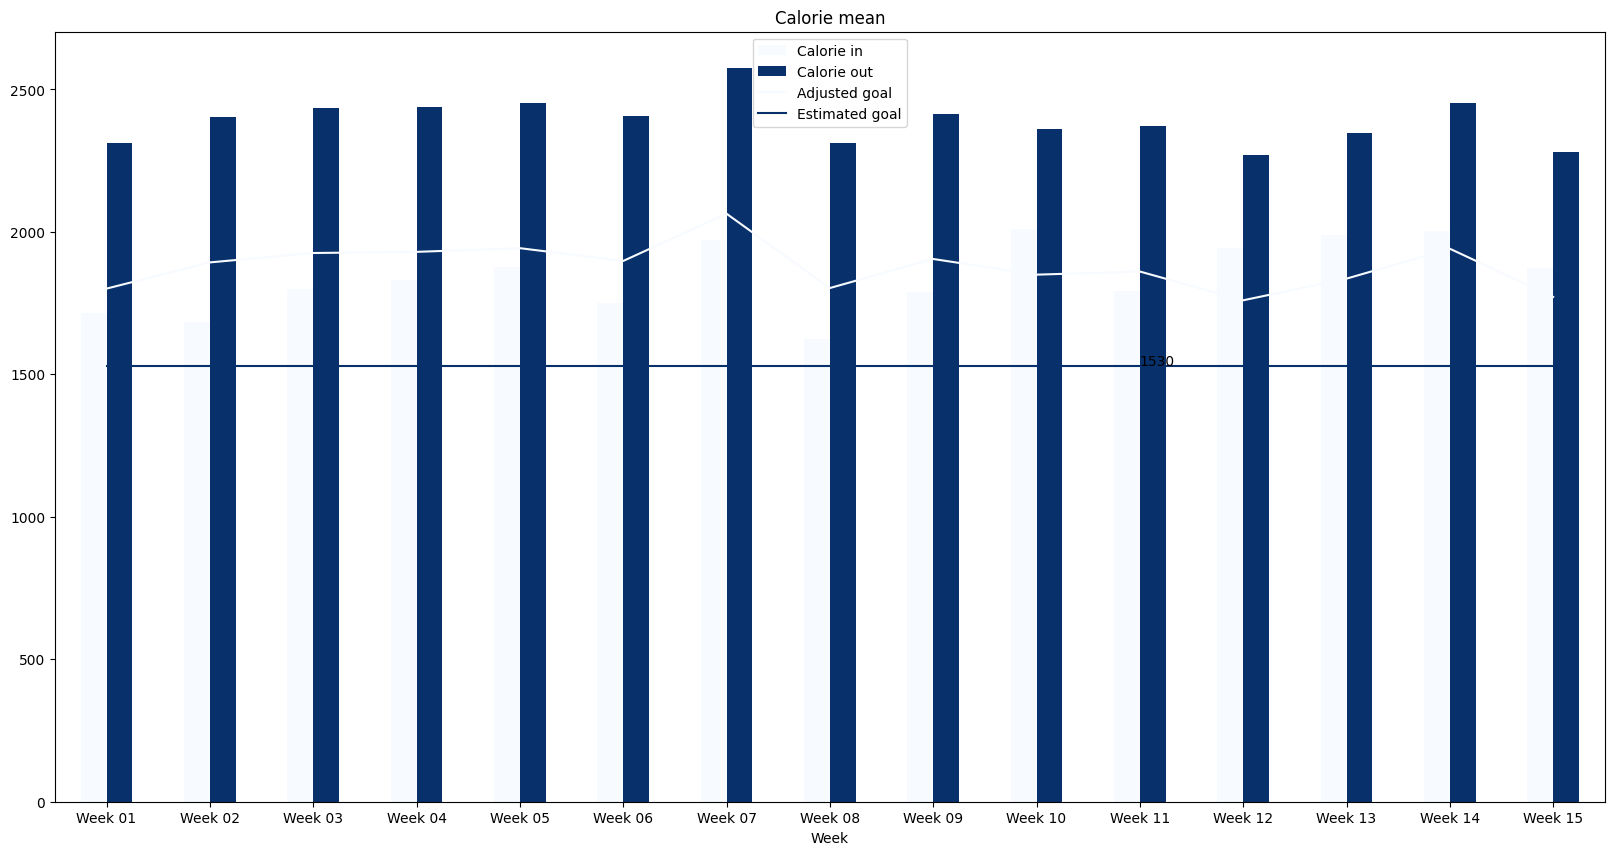 Calorie mean
Calorie in
Calorie out
Adjusted goal
Estimated goal
2500
2000
1500
1000
500
0
1530
Week 01 Week 02 Week 03 Week 04 Week 05 Week 06 Week 07 Week 08 Week 09 Week 10 Week 11 Week 12 Week 13 Week 14 Week 15
Week